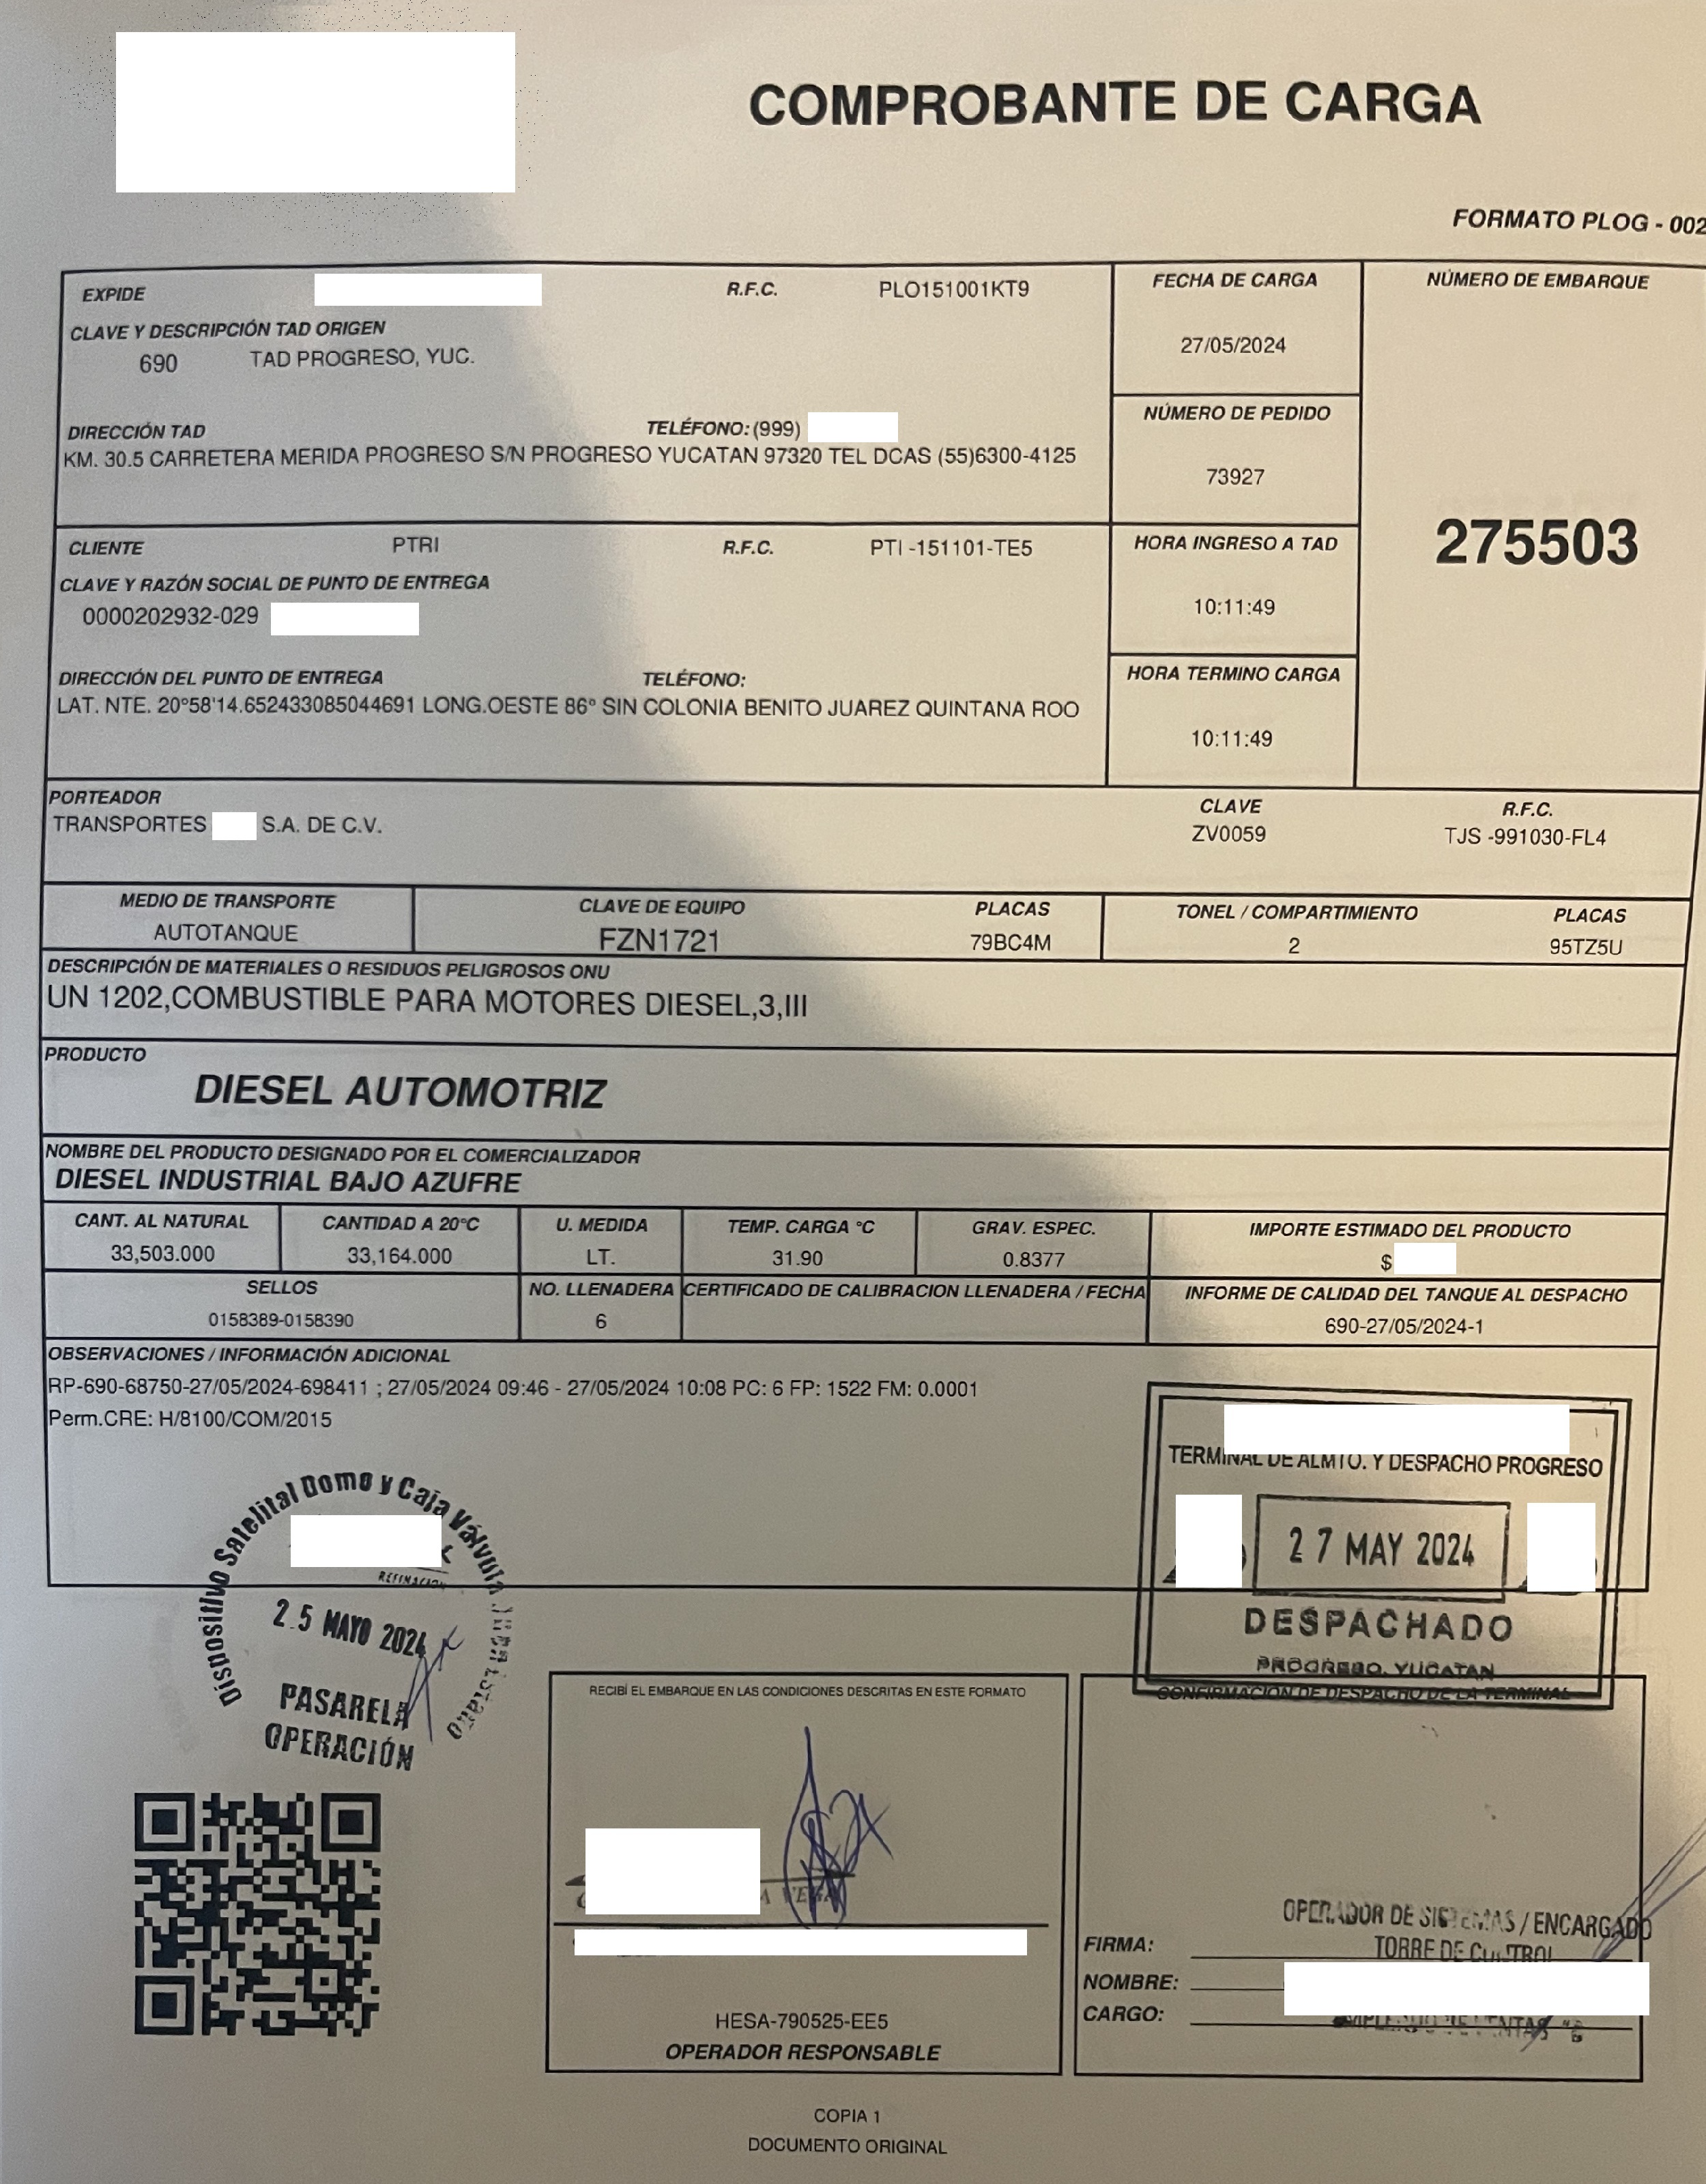 COMPROBANTE DE CARGA
FORMATO PLOG - 002
EXPIDE R.F.C. PLO151001KT9
CLAVE Y DESCRIPCIÓN TAD ORIGEN
690 TAD PROGRESO, YUC.
DIRECCIÓN TAD TELÉFONO: (999)
KM. 30.5 CARRETERA MERIDA PROGRESO S/N PROGRESO YUCATAN 97320 TEL DCAS (55)6300-4125
FECHA DE CARGA
27/05/2024
NÚMERO DE PEDIDO
73927
NÚMERO DE EMBARQUE
275503
CLIENTE PTRI R.F.C. PTI -151101-TE5
CLAVE Y RAZÓN SOCIAL DE PUNTO DE ENTREGA
0000202932-029
DIRECCIÓN DEL PUNTO DE ENTREGA TELÉFONO:
LAT. NTE. 20°58'14.652433085044691 LONG.OESTE 86° SIN COLONIA BENITO JUAREZ QUINTANA ROO
HORA INGRESO A TAD
10:11:49
HORA TERMINO CARGA
10:11:49
PORTEADOR CLAVE R.F.C.
TRANSPORTES S.A. DE C.V. ZV0059 TJS -991030-FL4
MEDIO DE TRANSPORTE CLAVE DE EQUIPO PLACAS TONEL / COMPARTIMIENTO PLACAS
AUTOTANQUE FZN1721 79BC4M 2 95TZ5U
DESCRIPCIÓN DE MATERIALES O RESIDUOS PELIGROSOS ONU
UN 1202,COMBUSTIBLE PARA MOTORES DIESEL,3,III
PRODUCTO
DIESEL AUTOMOTRIZ
NOMBRE DEL PRODUCTO DESIGNADO POR EL COMERCIALIZADOR
DIESEL INDUSTRIAL BAJO AZUFRE
CANT. AL NATURAL CANTIDAD A 20°C U. MEDIDA TEMP. CARGA °C GRAV. ESPEC. IMPORTE ESTIMADO DEL PRODUCTO
33,503.000 33,164.000 LT. 31.90 0.8377 $
SELLOS NO. LLENADERA CERTIFICADO DE CALIBRACION LLENADERA / FECHA INFORME DE CALIDAD DEL TANQUE AL DESPACHO
0158389-0158390 6 690-27/05/2024-1
OBSERVACIONES / INFORMACIÓN ADICIONAL
RP-690-68750-27/05/2024-698411 ; 27/05/2024 09:46 - 27/05/2024 10:08 PC: 6 FP: 1522 FM: 0.0001
Perm.CRE: H/8100/COM/2015
TERMINAL DE ALMTO. Y DESPACHO PROGRESO
27 MAY 2024
DESPACHADO
PROGRESO, YUCATAN
Dispositivo Satelital Domo y Caja Válvula
REFINACIÓN
25 MAYO 2024
PASARELA
OPERACIÓN
RECIBÍ EL EMBARQUE EN LAS CONDICIONES DESCRITAS EN ESTE FORMATO
HESA-790525-EE5
OPERADOR RESPONSABLE
CONFIRMACION DE DESPACHO DE LA TERMINAL
OPERADOR DE SISTEMAS / ENCARGADO
TORRE DE CONTROL
FIRMA:
NOMBRE:
CARGO:
COPIA 1
DOCUMENTO ORIGINAL